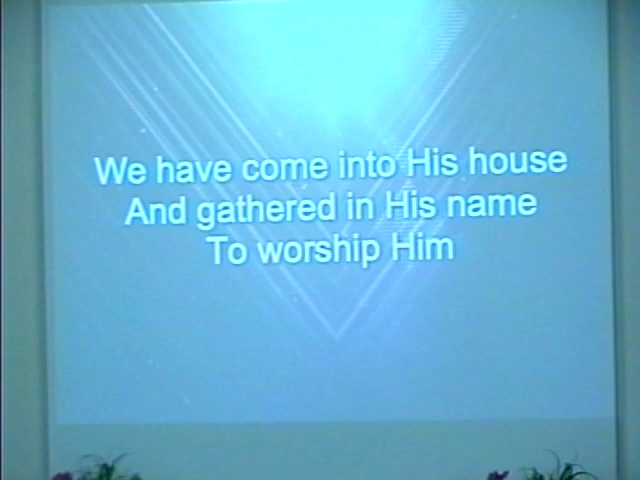 We have come into His house
And gathered in His name
To worship Him